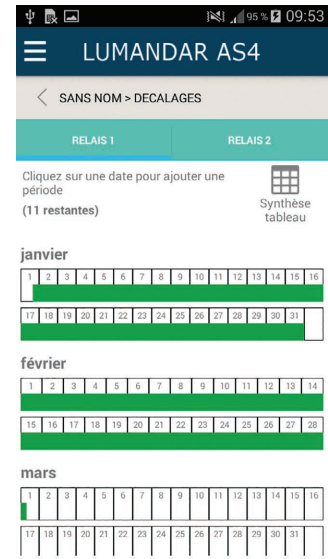 95 % 09:53
LUMANDAR AS4
SANS NOM > DECALAGES
RELAIS 1 RELAIS 2
Cliquez sur une date pour ajouter une
période
(11 restantes)
Synthèse
tableau
janvier
1 2 3 4 5 6 7 8 9 10 11 12 13 14 15 16
17 18 19 20 21 22 23 24 25 26 27 28 29 30 31
février
1 2 3 4 5 6 7 8 9 10 11 12 13 14
15 16 17 18 19 20 21 22 23 24 25 26 27 28
mars
1 2 3 4 5 6 7 8 9 10 11 12 13 14 15 16
17 18 19 20 21 22 23 24 25 26 27 28 29 30 31